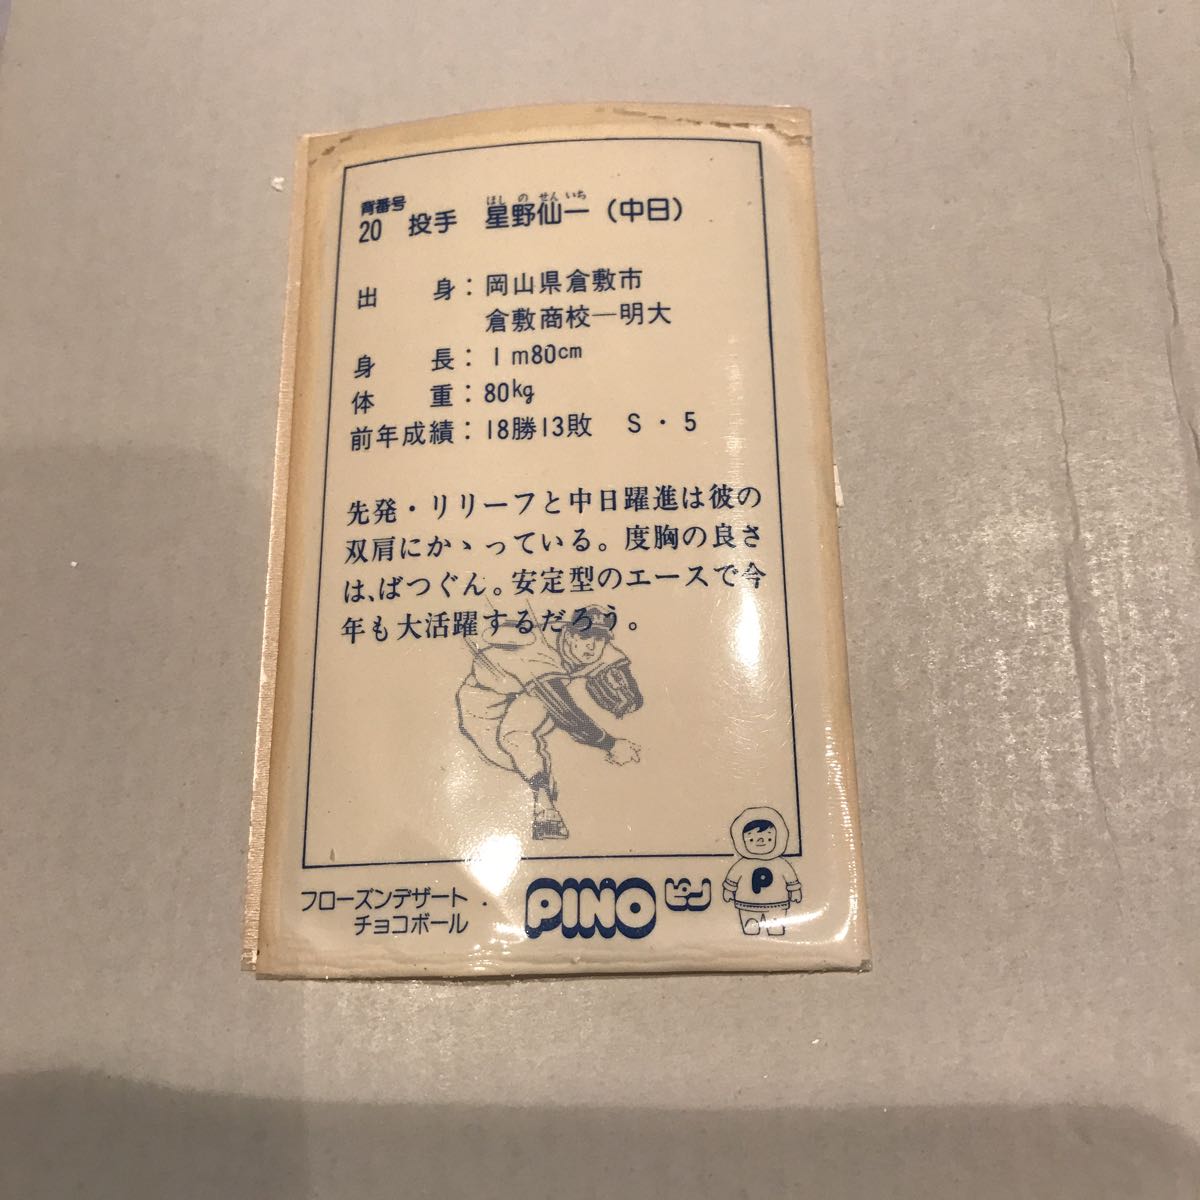 背番号
20 投手 星野仙一（中日）
ほしのせんいち
出身：岡山県倉敷市
倉敷商校―明大
身長：1m80cm
体重：80kg
前年成績：18勝13敗 S・5
先発・リリーフと中日躍進は彼の
双肩にかゝっている。度胸の良さ
は、ばつぐん。安定型のエースで今
年も大活躍するだろう。
フローズンデザート・
チョコボール
PINO ピノ
P